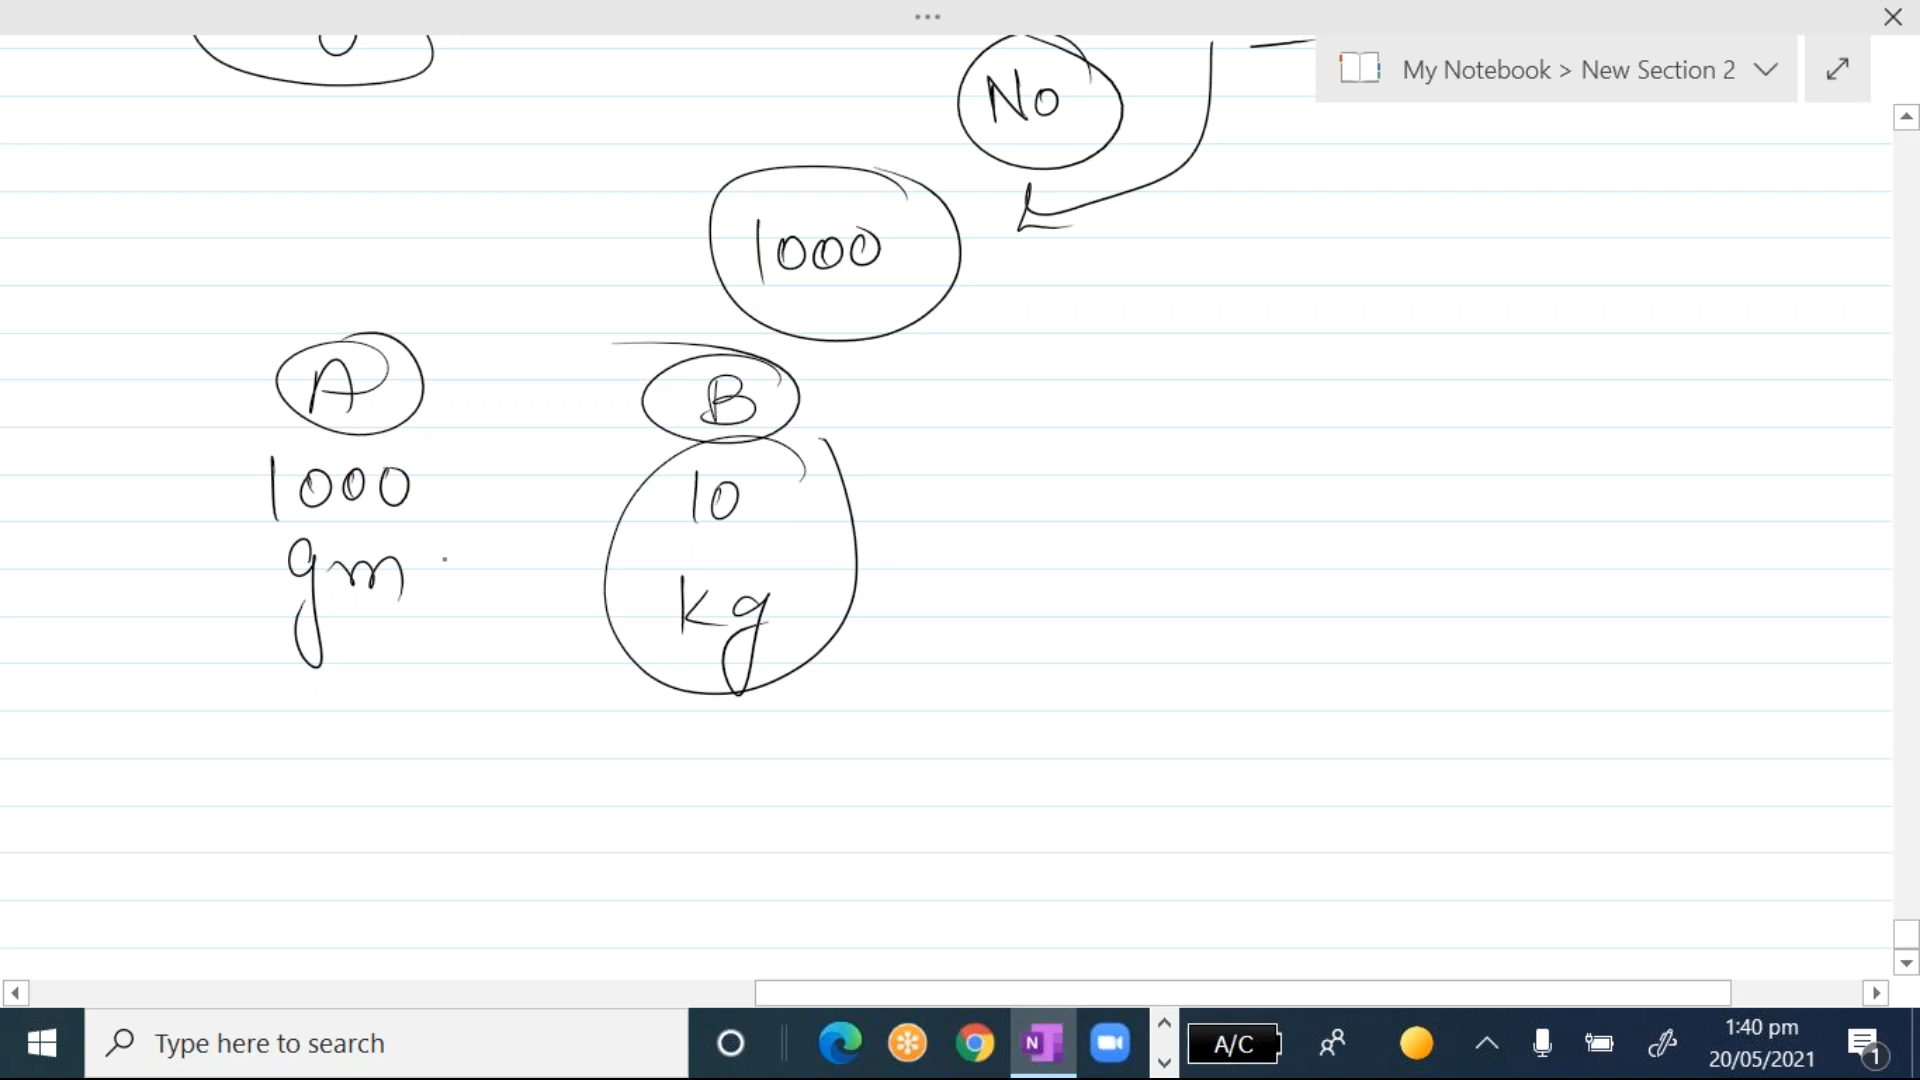 My Notebook > New Section 2
No
1000
A
B
1000
10
gm
kg
Type here to search
N
A/C
1:40 pm
20/05/2021
1